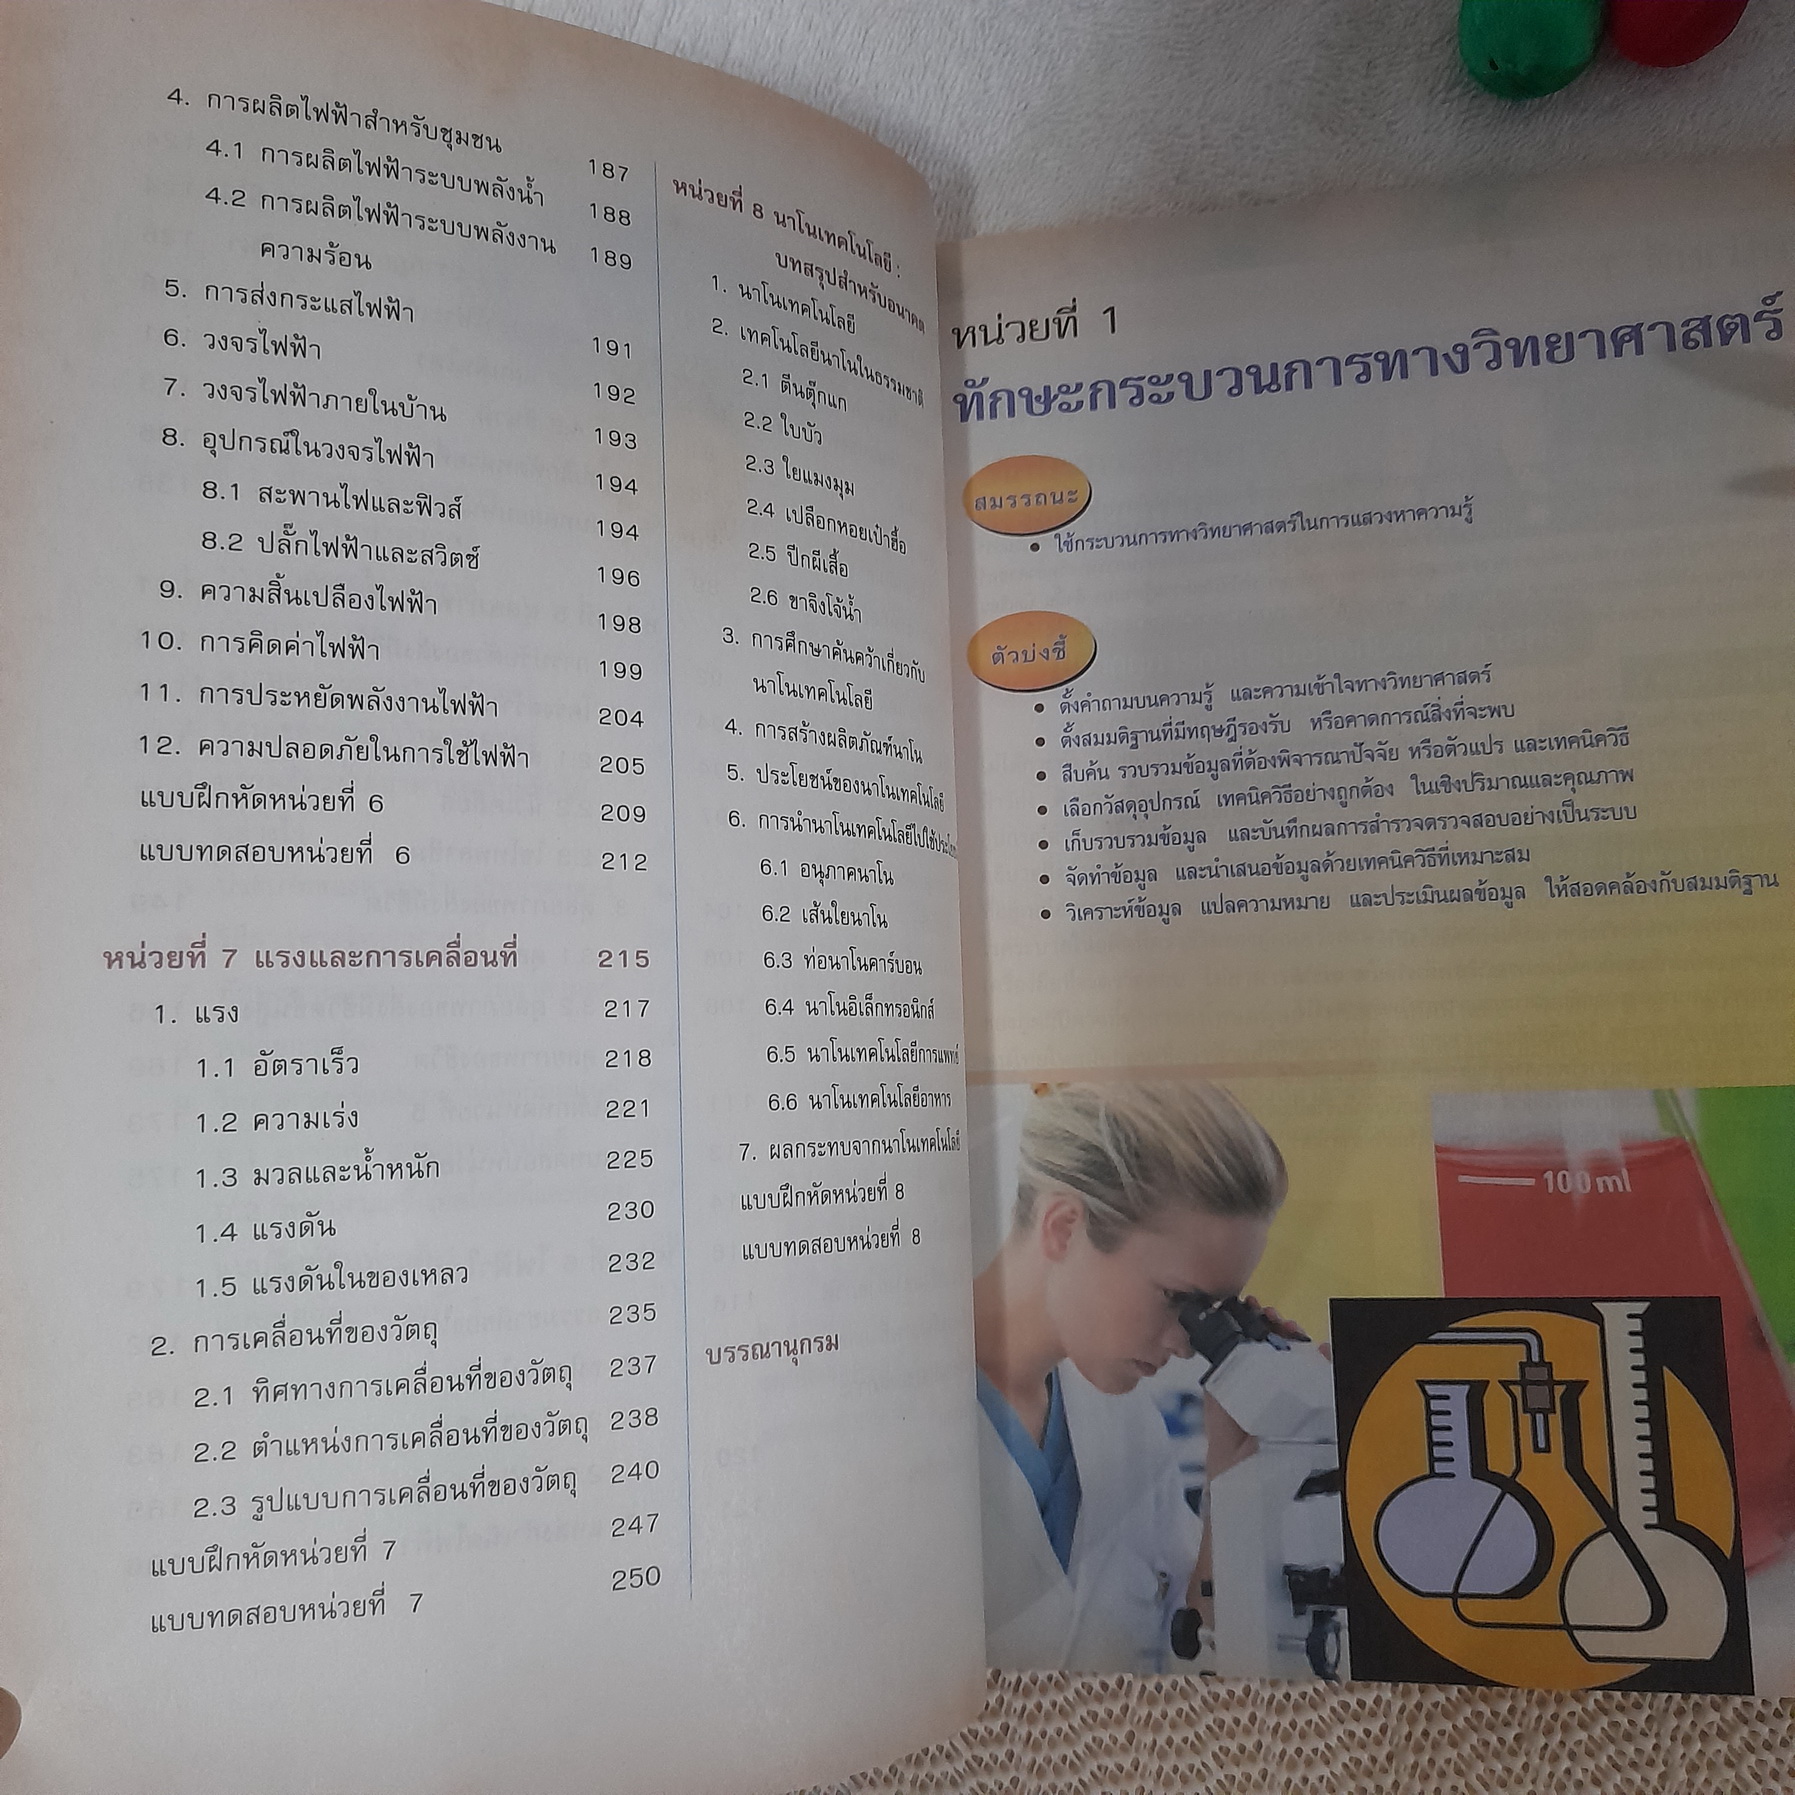 4. การผลิตไฟฟ้าสำหรับชุมชน 187
4.1 การผลิตไฟฟ้าระบบพลังน้ำ 188
4.2 การผลิตไฟฟ้าระบบพลังงาน 189
ความร้อน
5. การส่งกระแสไฟฟ้า 191
6. วงจรไฟฟ้า 192
7. วงจรไฟฟ้าภายในบ้าน 193
8. อุปกรณ์ในวงจรไฟฟ้า 194
8.1 สะพานไฟและฟิวส์ 194
8.2 ปลั๊กไฟฟ้าและสวิตช์ 196
9. ความสิ้นเปลืองไฟฟ้า 198
10. การคิดค่าไฟฟ้า 199
11. การประหยัดพลังงานไฟฟ้า 204
12. ความปลอดภัยในการใช้ไฟฟ้า 205
แบบฝึกหัดหน่วยที่ 6 209
แบบทดสอบหน่วยที่ 6 212
หน่วยที่ 7 แรงและการเคลื่อนที่ 215
1. แรง 217
1.1 อัตราเร็ว 218
1.2 ความเร่ง 221
1.3 มวลและน้ำหนัก 225
1.4 แรงดัน 230
1.5 แรงดันในของเหลว 232
2. การเคลื่อนที่ของวัตถุ 235
2.1 ทิศทางการเคลื่อนที่ของวัตถุ 237
2.2 ตำแหน่งการเคลื่อนที่ของวัตถุ 238
2.3 รูปแบบการเคลื่อนที่ของวัตถุ 240
แบบฝึกหัดหน่วยที่ 7 247
แบบทดสอบหน่วยที่ 7 250
หน่วยที่ 8 นาโนเทคโนโลยี :
บทสรุปสำหรับอนาคต
1. นาโนเทคโนโลยี
2. เทคโนโลยีนาโนในธรรมชาติ
2.1 ตีนตุ๊กแก
2.2 ใบบัว
2.3 ใยแมงมุม
2.4 เปลือกหอยเป๋าฮื้อ
2.5 ปีกผีเสื้อ
2.6 ขาจิงโจ้น้ำ
3. การศึกษาค้นคว้าเกี่ยวกับ
นาโนเทคโนโลยี
4. การสร้างผลิตภัณฑ์นาโน
5. ประโยชน์ของนาโนเทคโนโลยี
6. การนำนาโนเทคโนโลยีไปใช้
6.1 อนุภาคนาโน
6.2 เส้นใยนาโน
6.3 ท่อนาโนคาร์บอน
6.4 นาโนอิเล็กทรอนิกส์
6.5 นาโนเทคโนโลยีการแพทย์
6.6 นาโนเทคโนโลยีอาหาร
7. ผลกระทบจากนาโนเทคโนโลยี
แบบฝึกหัดหน่วยที่ 8
แบบทดสอบหน่วยที่ 8
บรรณานุกรม
หน่วยที่ 1
ทักษะกระบวนการทางวิทยาศาสตร์
สมรรถนะ
• ใช้กระบวนการทางวิทยาศาสตร์ในการแสวงหาความรู้
ตัวบ่งชี้
• ตั้งคำถามบนความรู้ และความเข้าใจทางวิทยาศาสตร์
• ตั้งสมมติฐานที่มีทฤษฎีรองรับ หรือคาดการณ์สิ่งที่จะพบ
• สืบค้น รวบรวมข้อมูลที่ต้องพิจารณาปัจจัย หรือตัวแปร และเทคนิควิธี
• เลือกวัสดุอุปกรณ์ เทคนิควิธีอย่างถูกต้อง ในเชิงปริมาณและคุณภาพ
• เก็บรวบรวมข้อมูล และบันทึกผลการสำรวจตรวจสอบอย่างเป็นระบบ
• จัดทำข้อมูล และนำเสนอข้อมูลด้วยเทคนิควิธีที่เหมาะสม
• วิเคราะห์ข้อมูล แปลความหมาย และประเมินผลข้อมูล ให้สอดคล้องกับสมมติฐาน
100 ml